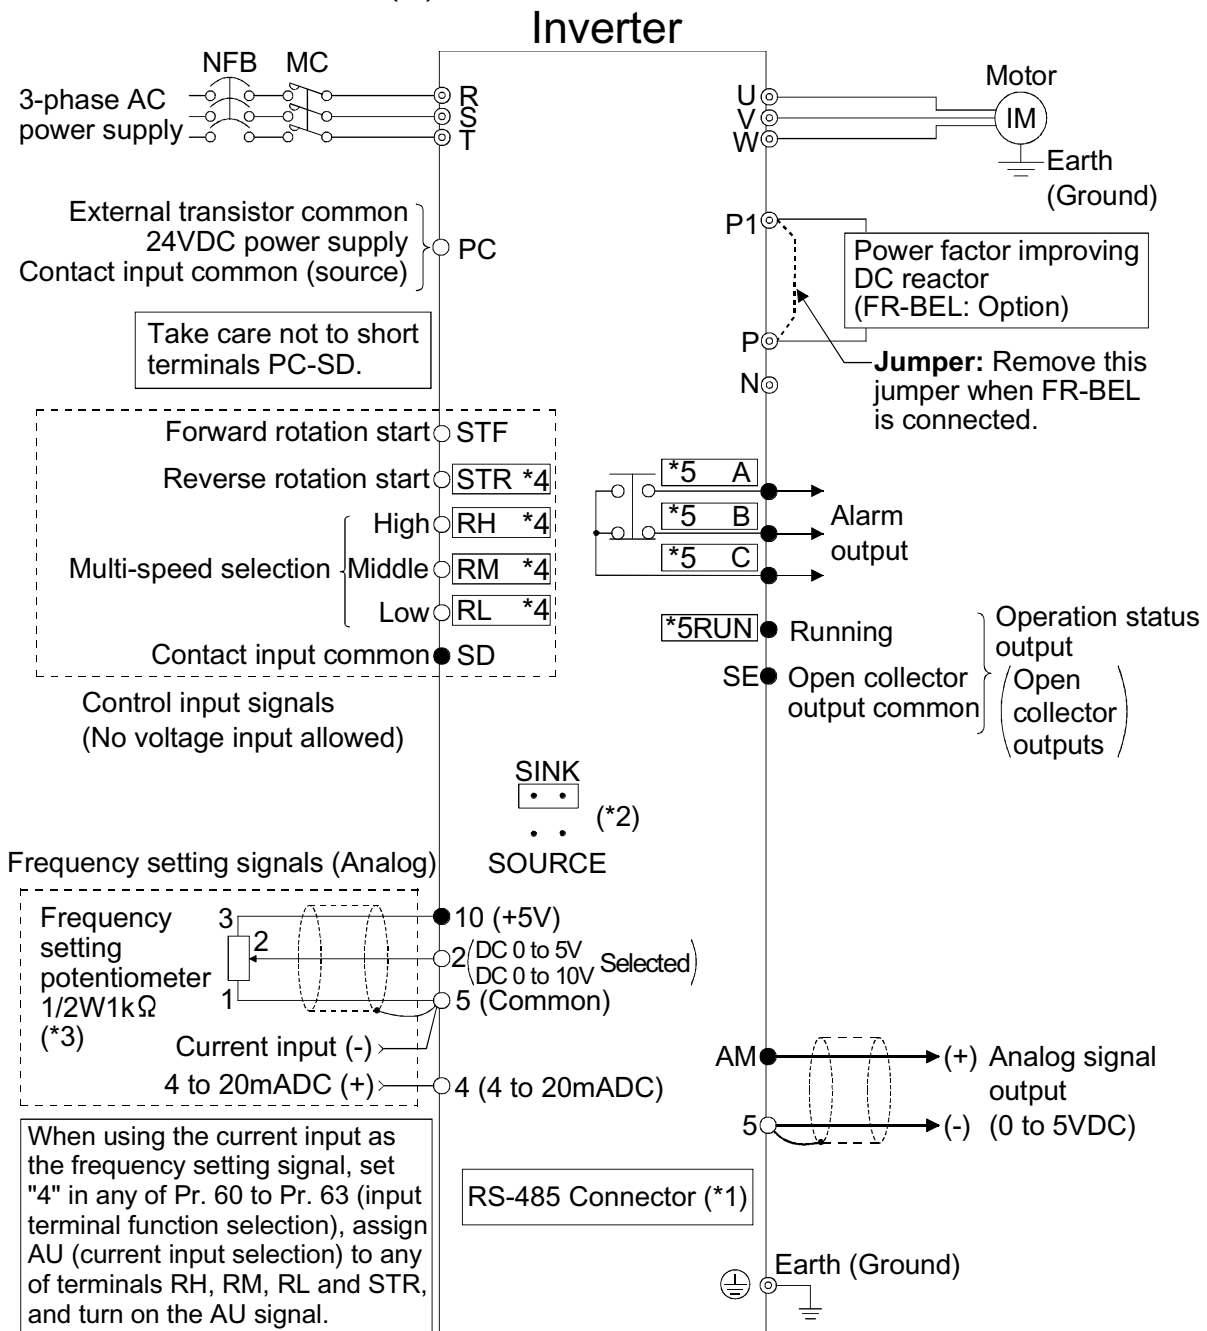 Inverter
NFB
MC
3-phase AC
power supply
R
S
T
U
V
W
Motor
IM
Earth
(Ground)
External transistor common
24VDC power supply
Contact input common (source)
PC
P1
Power factor improving
DC reactor
(FR-BEL: Option)
Take care not to short
terminals PC-SD.
P
N
Jumper: Remove this
jumper when FR-BEL
is connected.
Forward rotation start
STF
Reverse rotation start
STR *4
Multi-speed selection
High
RH *4
Middle
RM *4
Low
RL *4
Contact input common
SD
Control input signals
(No voltage input allowed)
*5 A
*5 B
*5 C
Alarm
output
*5RUN
Running
SE
Open collector
output common
Operation status
output
(Open
collector
outputs)
SINK
(*2)
SOURCE
Frequency setting signals (Analog)
Frequency
setting
potentiometer
1/2W1kΩ
(*3)
3
2
1
10 (+5V)
2 (DC 0 to 5V
DC 0 to 10V Selected)
5 (Common)
Current input (-)
4 to 20mADC (+)
4 (4 to 20mADC)
AM
(+) Analog signal
output
5
(-) (0 to 5VDC)
When using the current input as
the frequency setting signal, set
"4" in any of Pr. 60 to Pr. 63 (input
terminal function selection), assign
AU (current input selection) to any
of terminals RH, RM, RL and STR,
and turn on the AU signal.
RS-485 Connector (*1)
Earth (Ground)